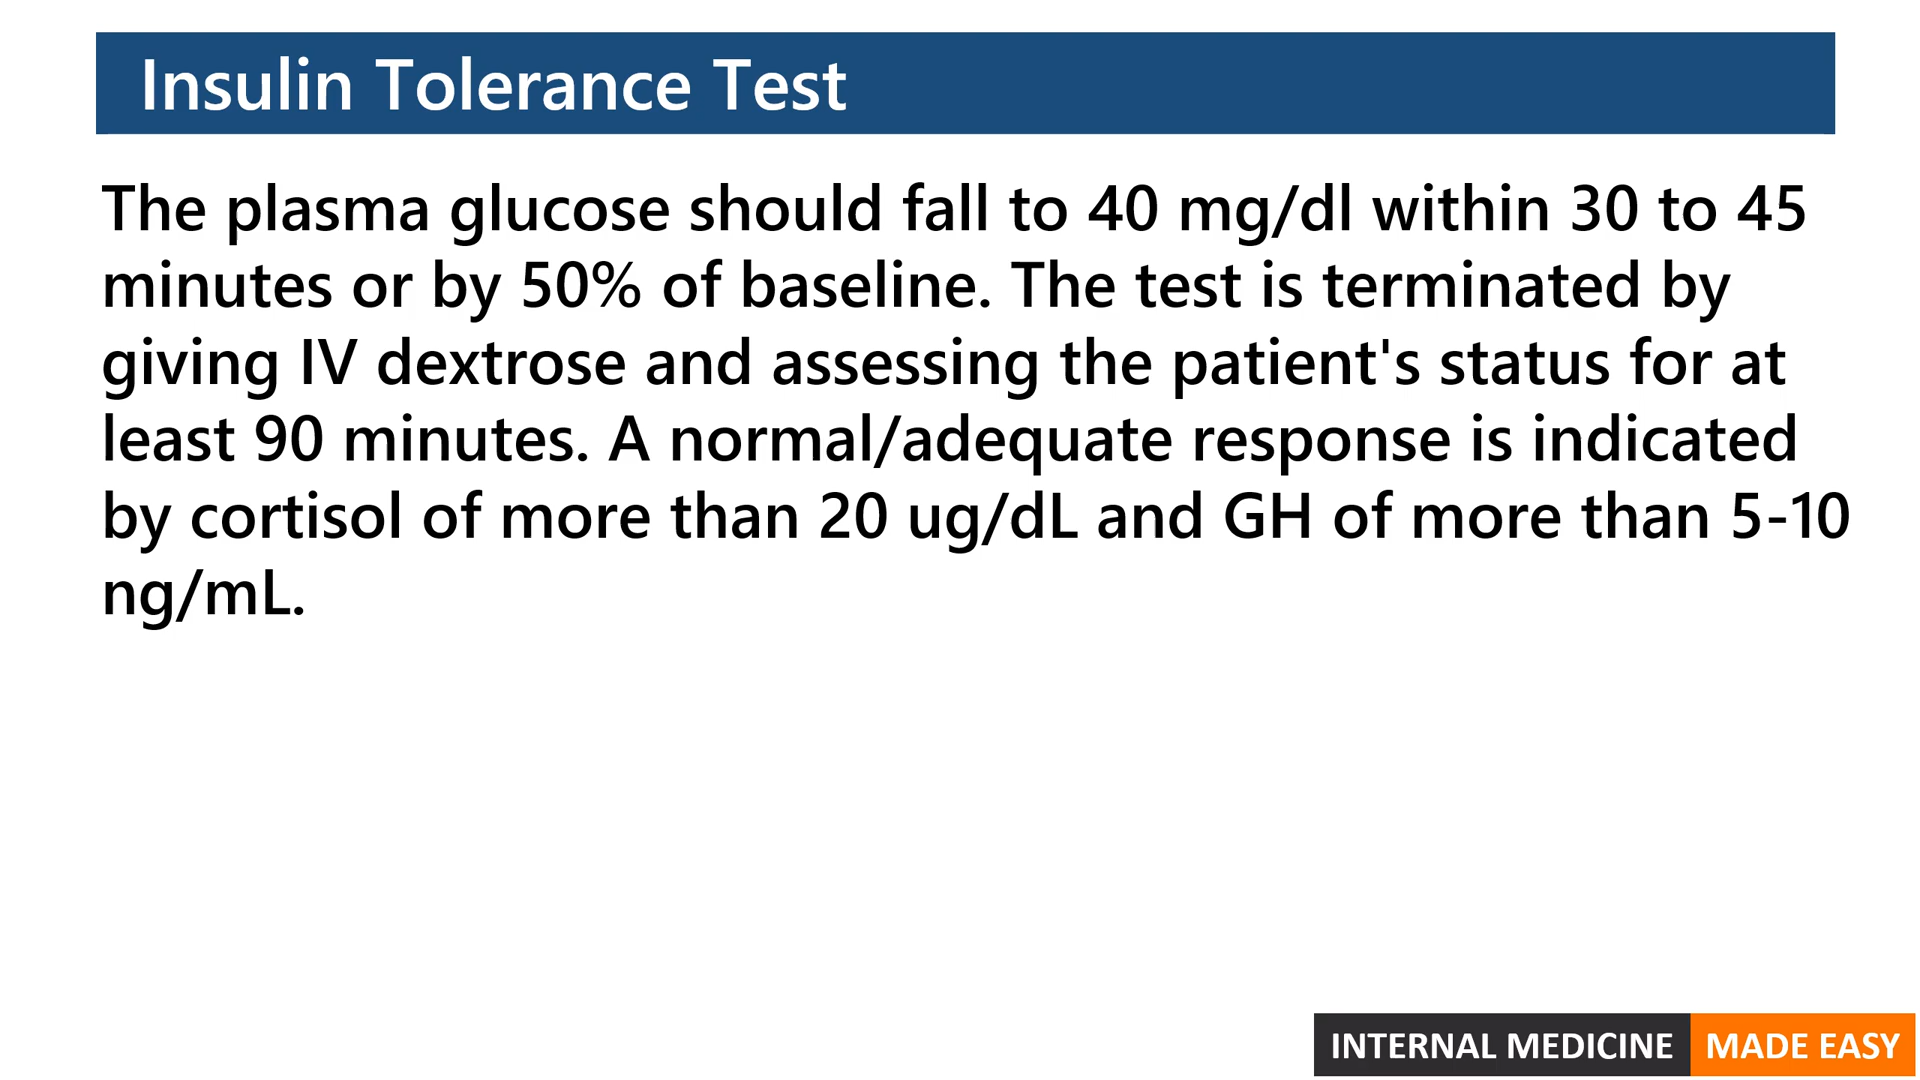 Insulin Tolerance Test
The plasma glucose should fall to 40 mg/dl within 30 to 45
minutes or by 50% of baseline. The test is terminated by
giving IV dextrose and assessing the patient's status for at
least 90 minutes. A normal/adequate response is indicated
by cortisol of more than 20 ug/dL and GH of more than 5-10
ng/mL.
INTERNAL MEDICINE MADE EASY